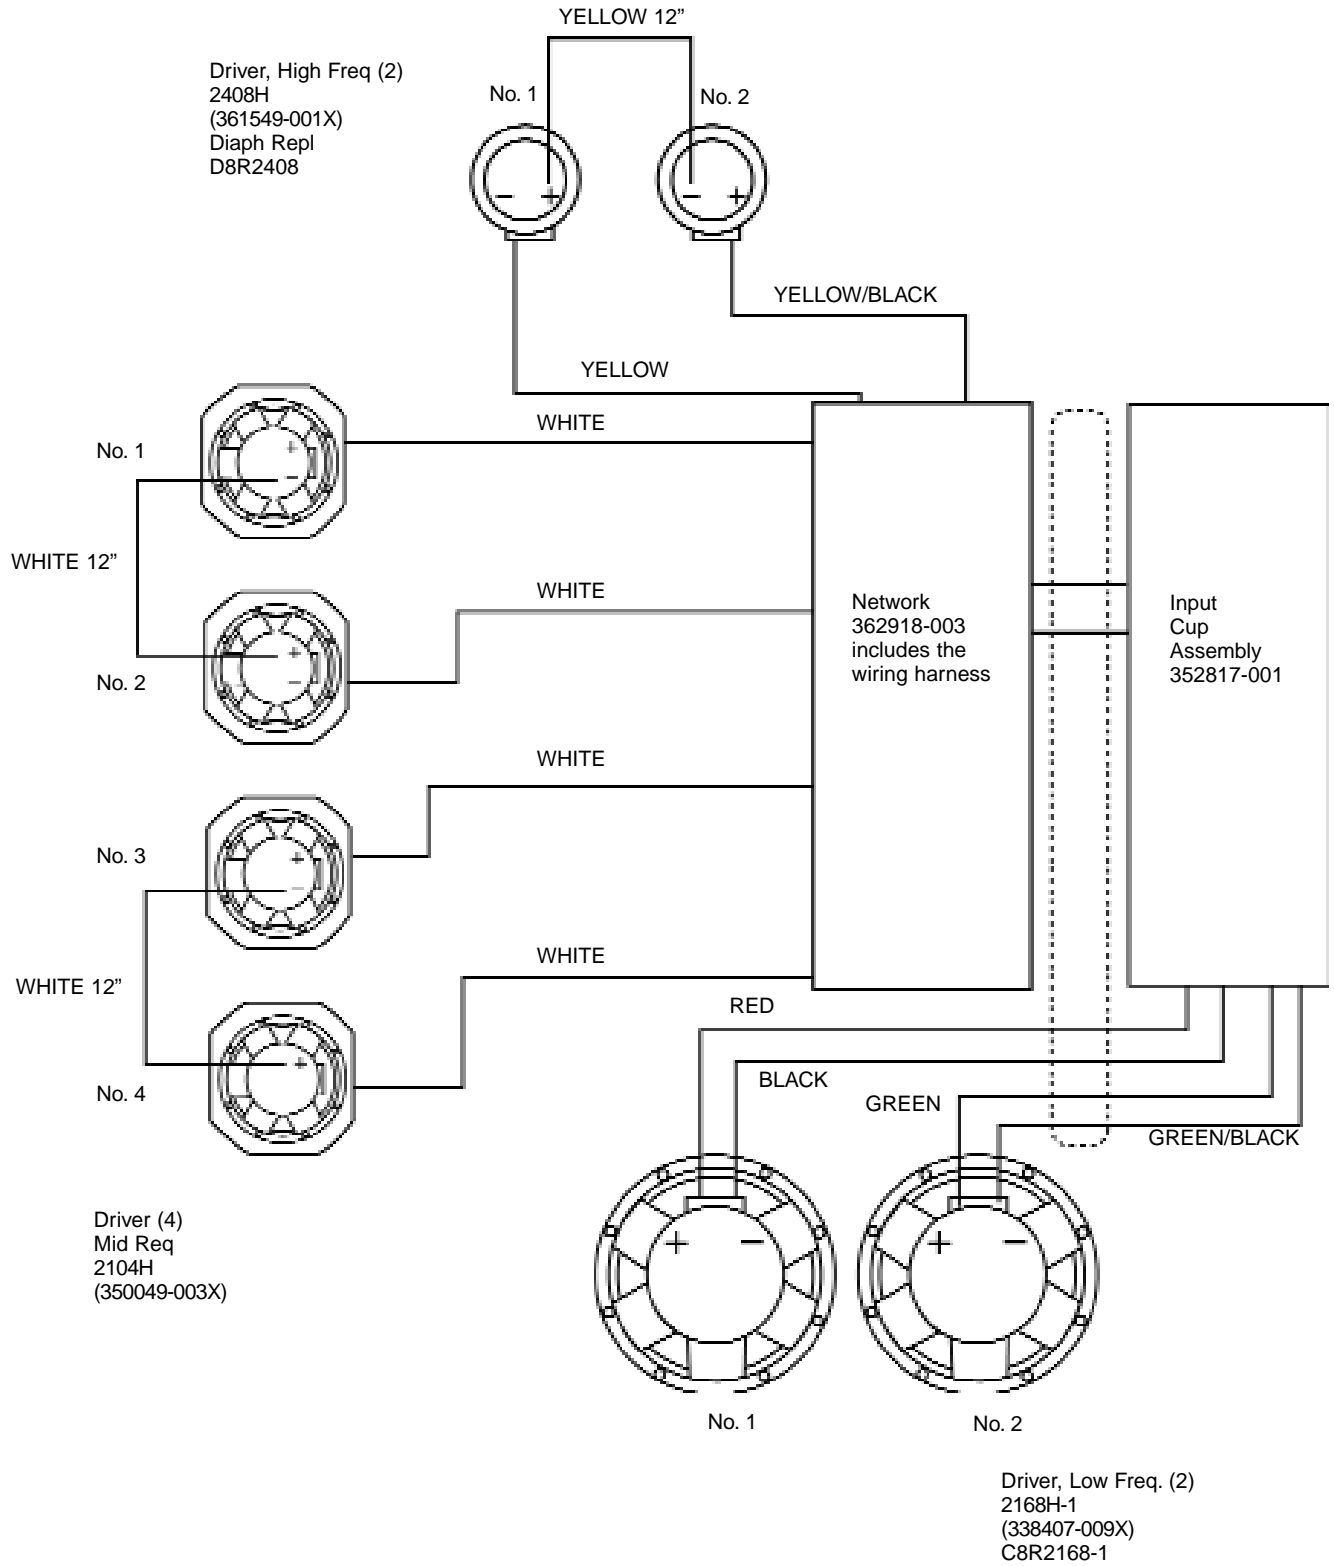 YELLOW 12”
Driver, High Freq (2)
2408H
(361549-001X)
Diaph Repl
D8R2408
No. 1
No. 2
− +
− +
YELLOW/BLACK
YELLOW
WHITE
No. 1
+
−
WHITE 12”
WHITE
No. 2
+
−
Network
362918-003
includes the
wiring harness
Input
Cup
Assembly
352817-001
WHITE
No. 3
+
−
WHITE 12”
WHITE
No. 4
+
RED
BLACK
GREEN
GREEN/BLACK
Driver (4)
Mid Req
2104H
(350049-003X)
+ −
+ −
No. 1
No. 2
Driver, Low Freq. (2)
2168H-1
(338407-009X)
C8R2168-1